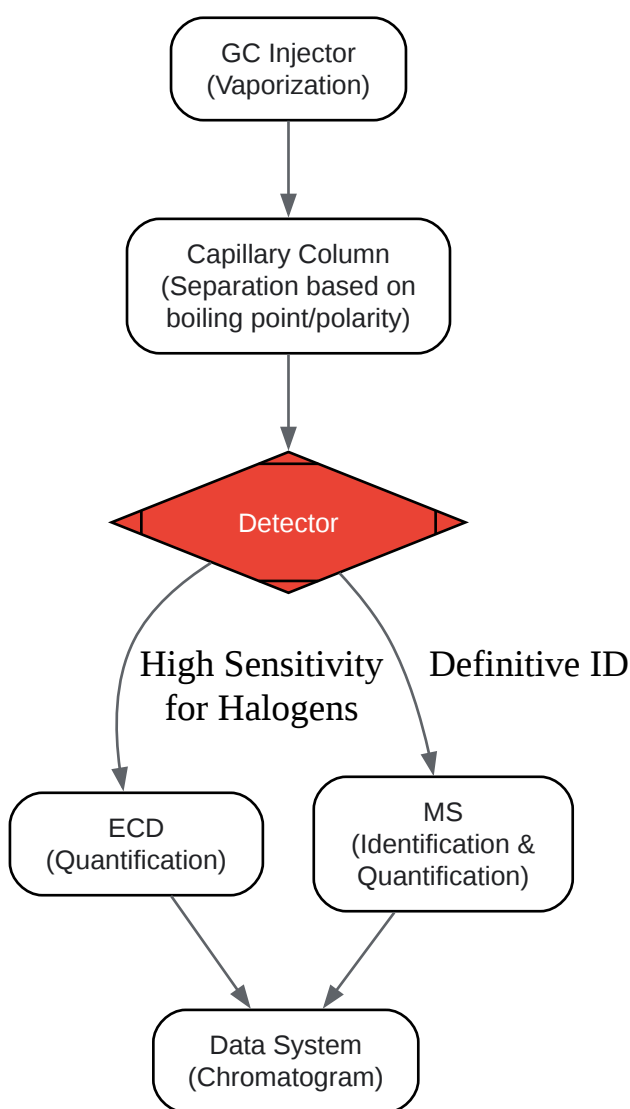 GC Injector
(Vaporization)
Capillary Column
(Separation based on
boiling point/polarity)
Detector
High Sensitivity
for Halogens
Definitive ID
ECD
(Quantification)
MS
(Identification &
Quantification)
Data System
(Chromatogram)